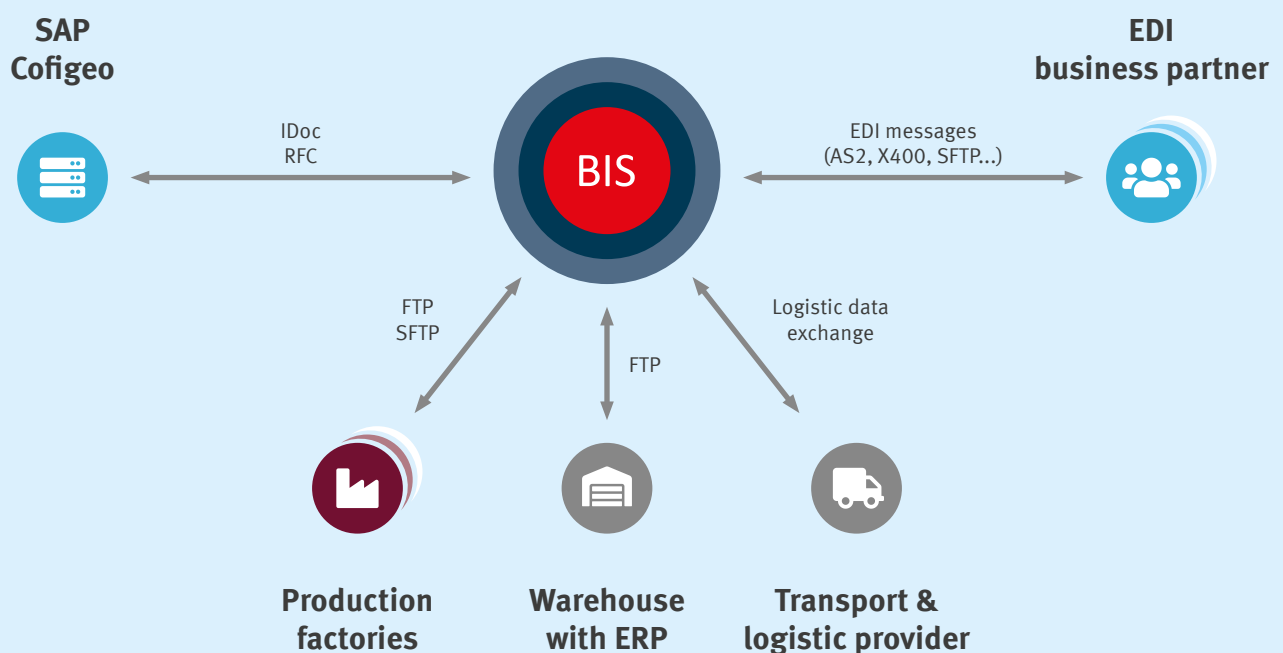 SAP
Cofigeo
EDI
business partner
IDoc
RFC
BIS
EDI messages
(AS2, X400, SFTP...)
FTP
SFTP
FTP
Logistic data
exchange
Production
factories
Warehouse
with ERP
Transport &
logistic provider